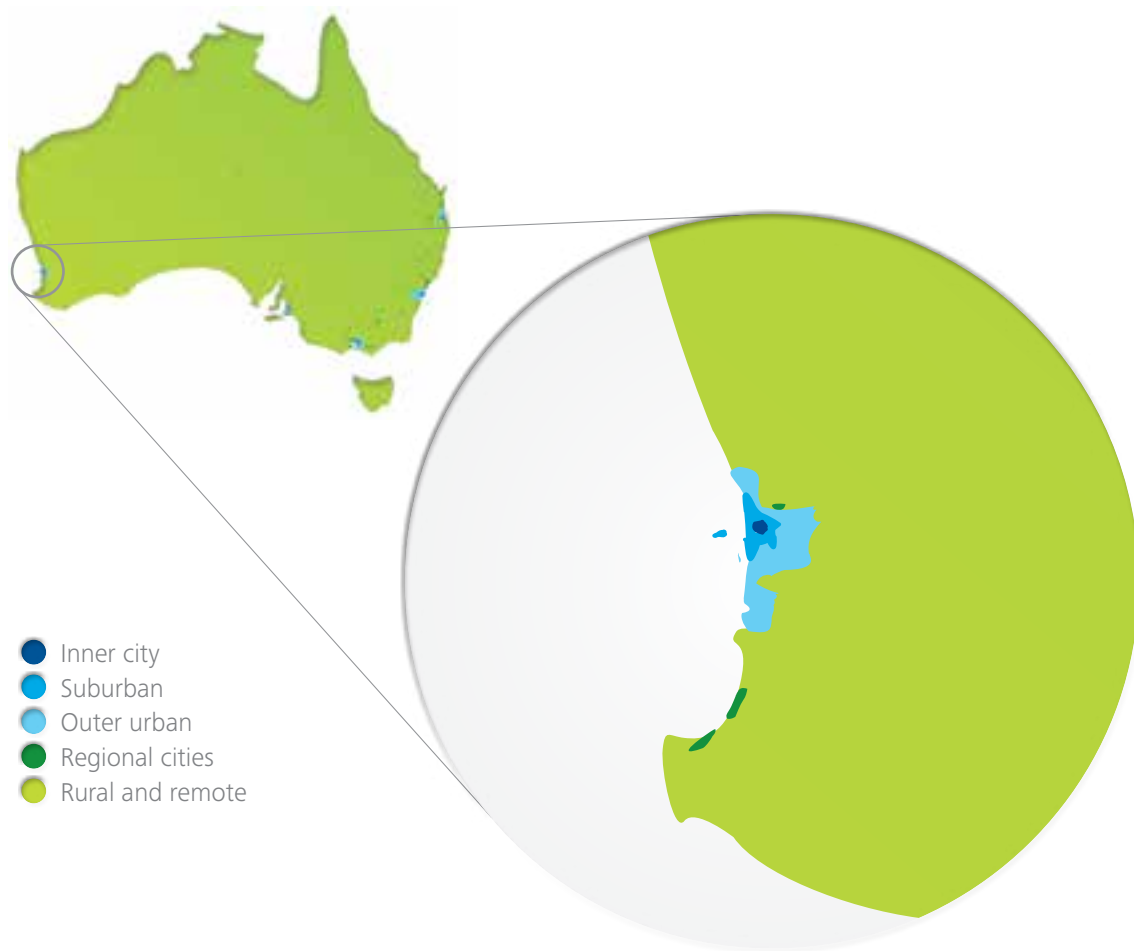 Inner city
Suburban
Outer urban
Regional cities
Rural and remote